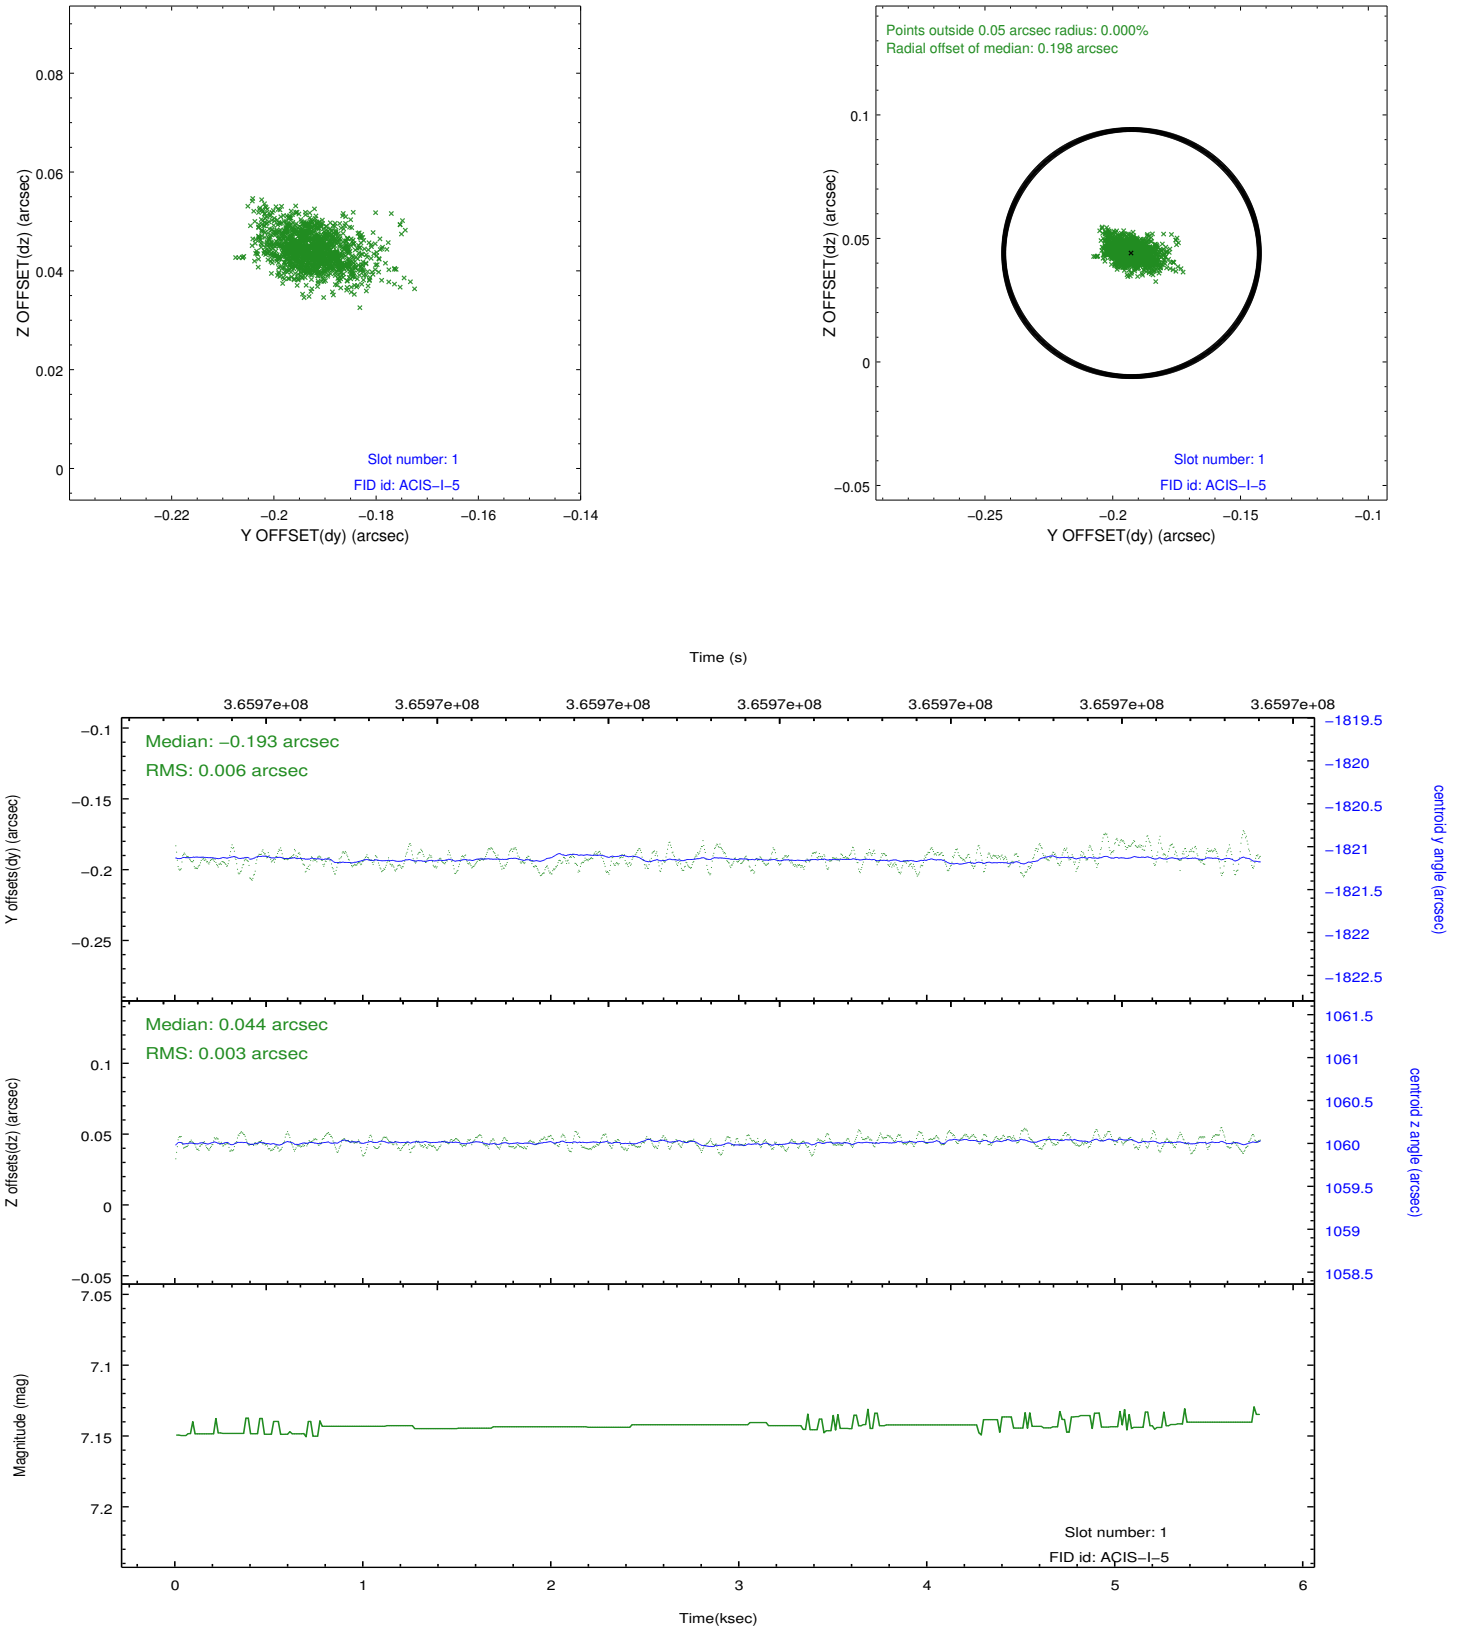 0.08
0.06
0.04
0.02
0
Z OFFSET(dz) (arcsec)
Slot number: 1
FID id: ACIS−I−5
−0.22
−0.2
−0.18
−0.16
−0.14
Y OFFSET(dy) (arcsec)
Points outside 0.05 arcsec radius: 0.000%
Radial offset of median: 0.198 arcsec
0.1
0.05
0
−0.05
Z OFFSET(dz) (arcsec)
Slot number: 1
FID id: ACIS−I−5
−0.25
−0.2
−0.15
−0.1
Y OFFSET(dy) (arcsec)
Time (s)
3.6597e+08
3.6597e+08
3.6597e+08
3.6597e+08
3.6597e+08
3.6597e+08
3.6597e+08
Median: −0.193 arcsec
RMS: 0.006 arcsec
−0.1
−0.15
−0.2
−0.25
Y offsets(dy) (arcsec)
−1819.5
−1820
−1820.5
−1821
−1821.5
−1822
−1822.5
centroid y angle (arcsec)
Median: 0.044 arcsec
RMS: 0.003 arcsec
0.1
0.05
0
−0.05
Z offsets(dz) (arcsec)
1061.5
1061
1060.5
1060
1059.5
1059
1058.5
centroid z angle (arcsec)
7.05
7.1
7.15
7.2
Magnitude (mag)
Slot number: 1
FID id: ACIS−I−5
0
1
2
3
4
5
6
Time(ksec)